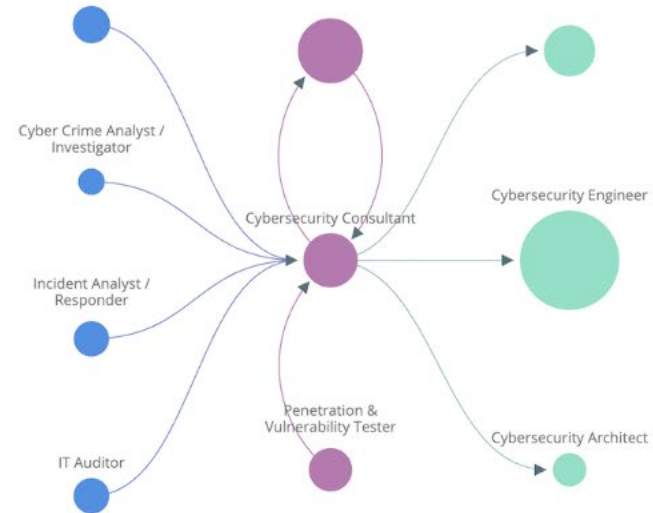 Cyber Crime Analyst /
Investigator
Incident Analyst /
Responder
IT Auditor
Cybersecurity Consultant
Penetration &
Vulnerability Tester
Cybersecurity Engineer
Cybersecurity Architect